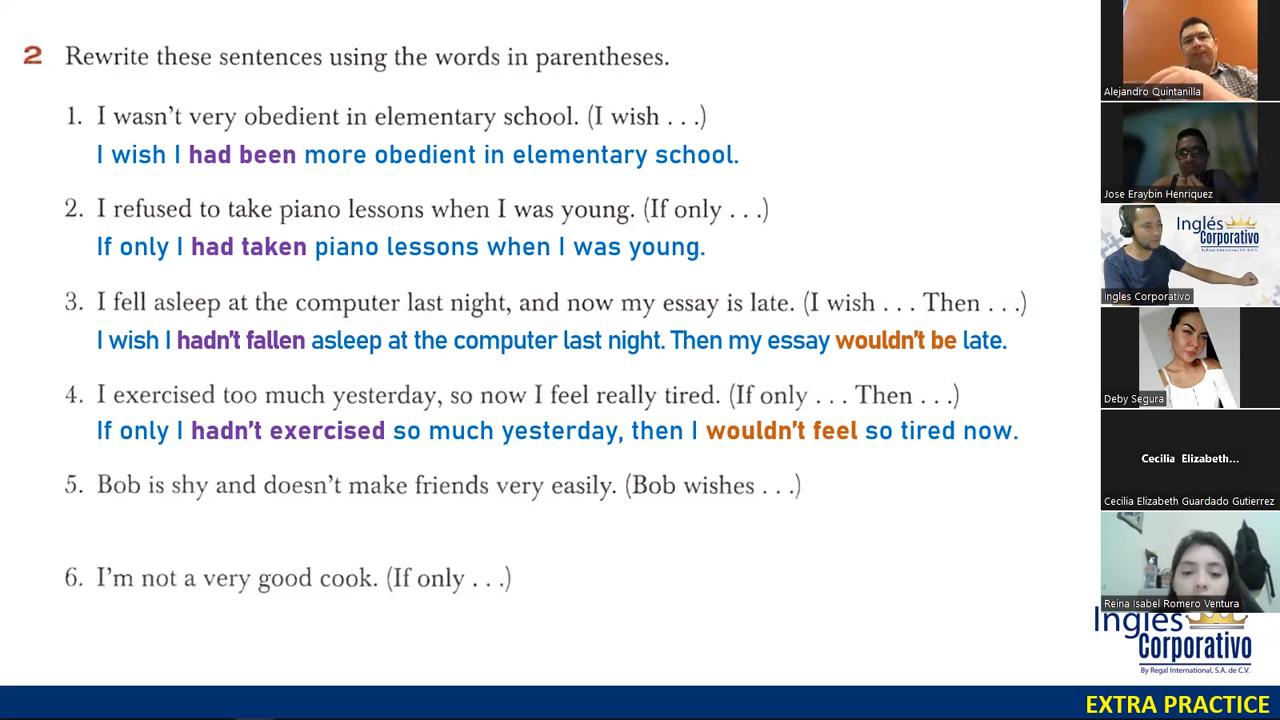 2 Rewrite these sentences using the words in parentheses.
1. I wasn't very obedient in elementary school. (I wish . . .)
I wish I had been more obedient in elementary school.
2. I refused to take piano lessons when I was young. (If only . . .)
If only I had taken piano lessons when I was young.
3. I fell asleep at the computer last night, and now my essay is late. (I wish . . . Then . . .)
I wish I hadn't fallen asleep at the computer last night. Then my essay wouldn't be late.
4. I exercised too much yesterday, so now I feel really tired. (If only . . . Then . . .)
If only I hadn't exercised so much yesterday, then I wouldn't feel so tired now.
5. Bob is shy and doesn't make friends very easily. (Bob wishes . . .)
6. I'm not a very good cook. (If only . . .)
Alejandro Quintanilla
Jose Eraybin Henriquez
Inglés
Corporativo
By Regal International, S.A. de C.V.
Ingles Corporativo
Deby Segura
Cecilia Elizabeth...
Cecilia Elizabeth Guardado Gutierrez
Reina Isabel Romero Ventura
Inglés
Corporativo
By Regal International, S.A. de C.V.
EXTRA PRACTICE